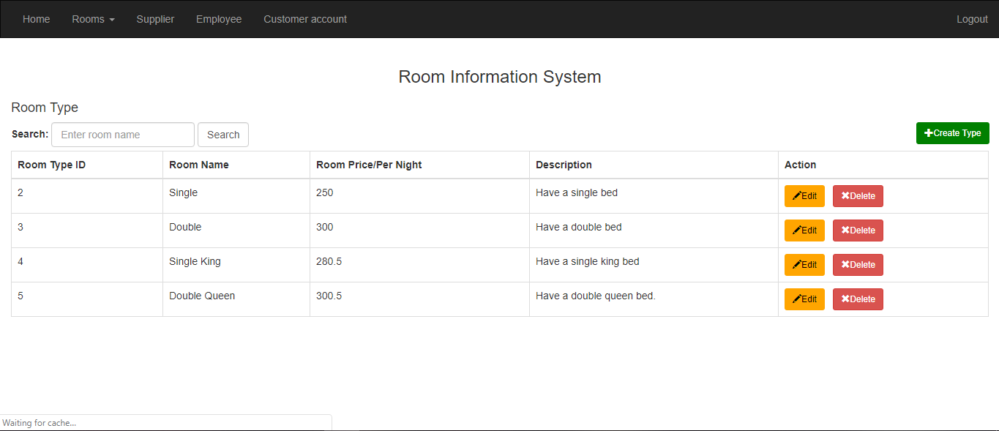 Home Rooms Supplier Employee Customer account Logout
Room Information System
Room Type
Search: Enter room name Search Create Type
Room Type ID Room Name Room Price/Per Night Description Action
2 Single 250 Have a single bed Edit Delete
3 Double 300 Have a double bed Edit Delete
4 Single King 280.5 Have a single king bed Edit Delete
5 Double Queen 300.5 Have a double queen bed. Edit Delete
Waiting for cache...